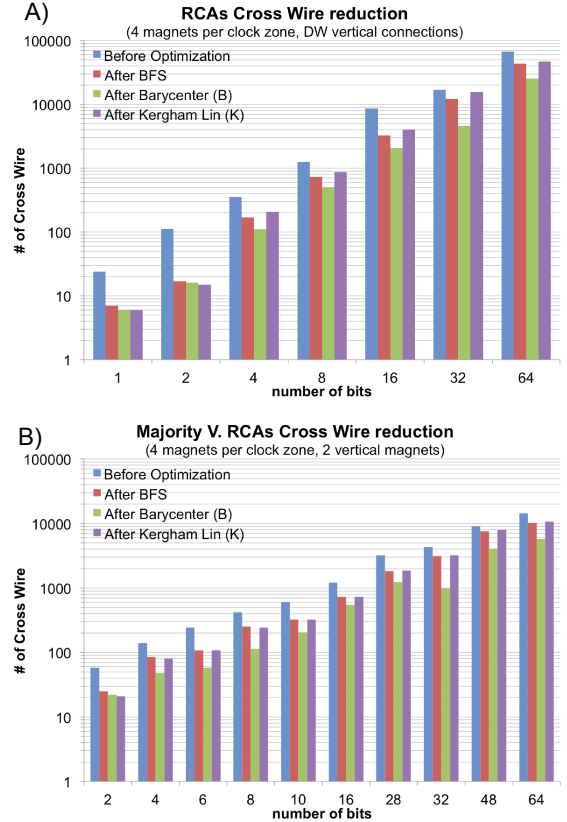 A)
RCAs Cross Wire reduction
(4 magnets per clock zone, DW vertical connections)
100000
10000
1000
100
10
1
# of Cross Wire
Before Optimization
After BFS
After Barycenter (B)
After Kergham Lin (K)
1 2 4 8 16 32 64
number of bits
B)
Majority V. RCAs Cross Wire reduction
(4 magnets per clock zone, 2 vertical magnets)
100000
10000
1000
100
10
1
# of Cross Wire
Before Optimization
After BFS
After Barycenter (B)
After Kergham Lin (K)
2 4 6 8 10 16 28 32 48 64
number of bits